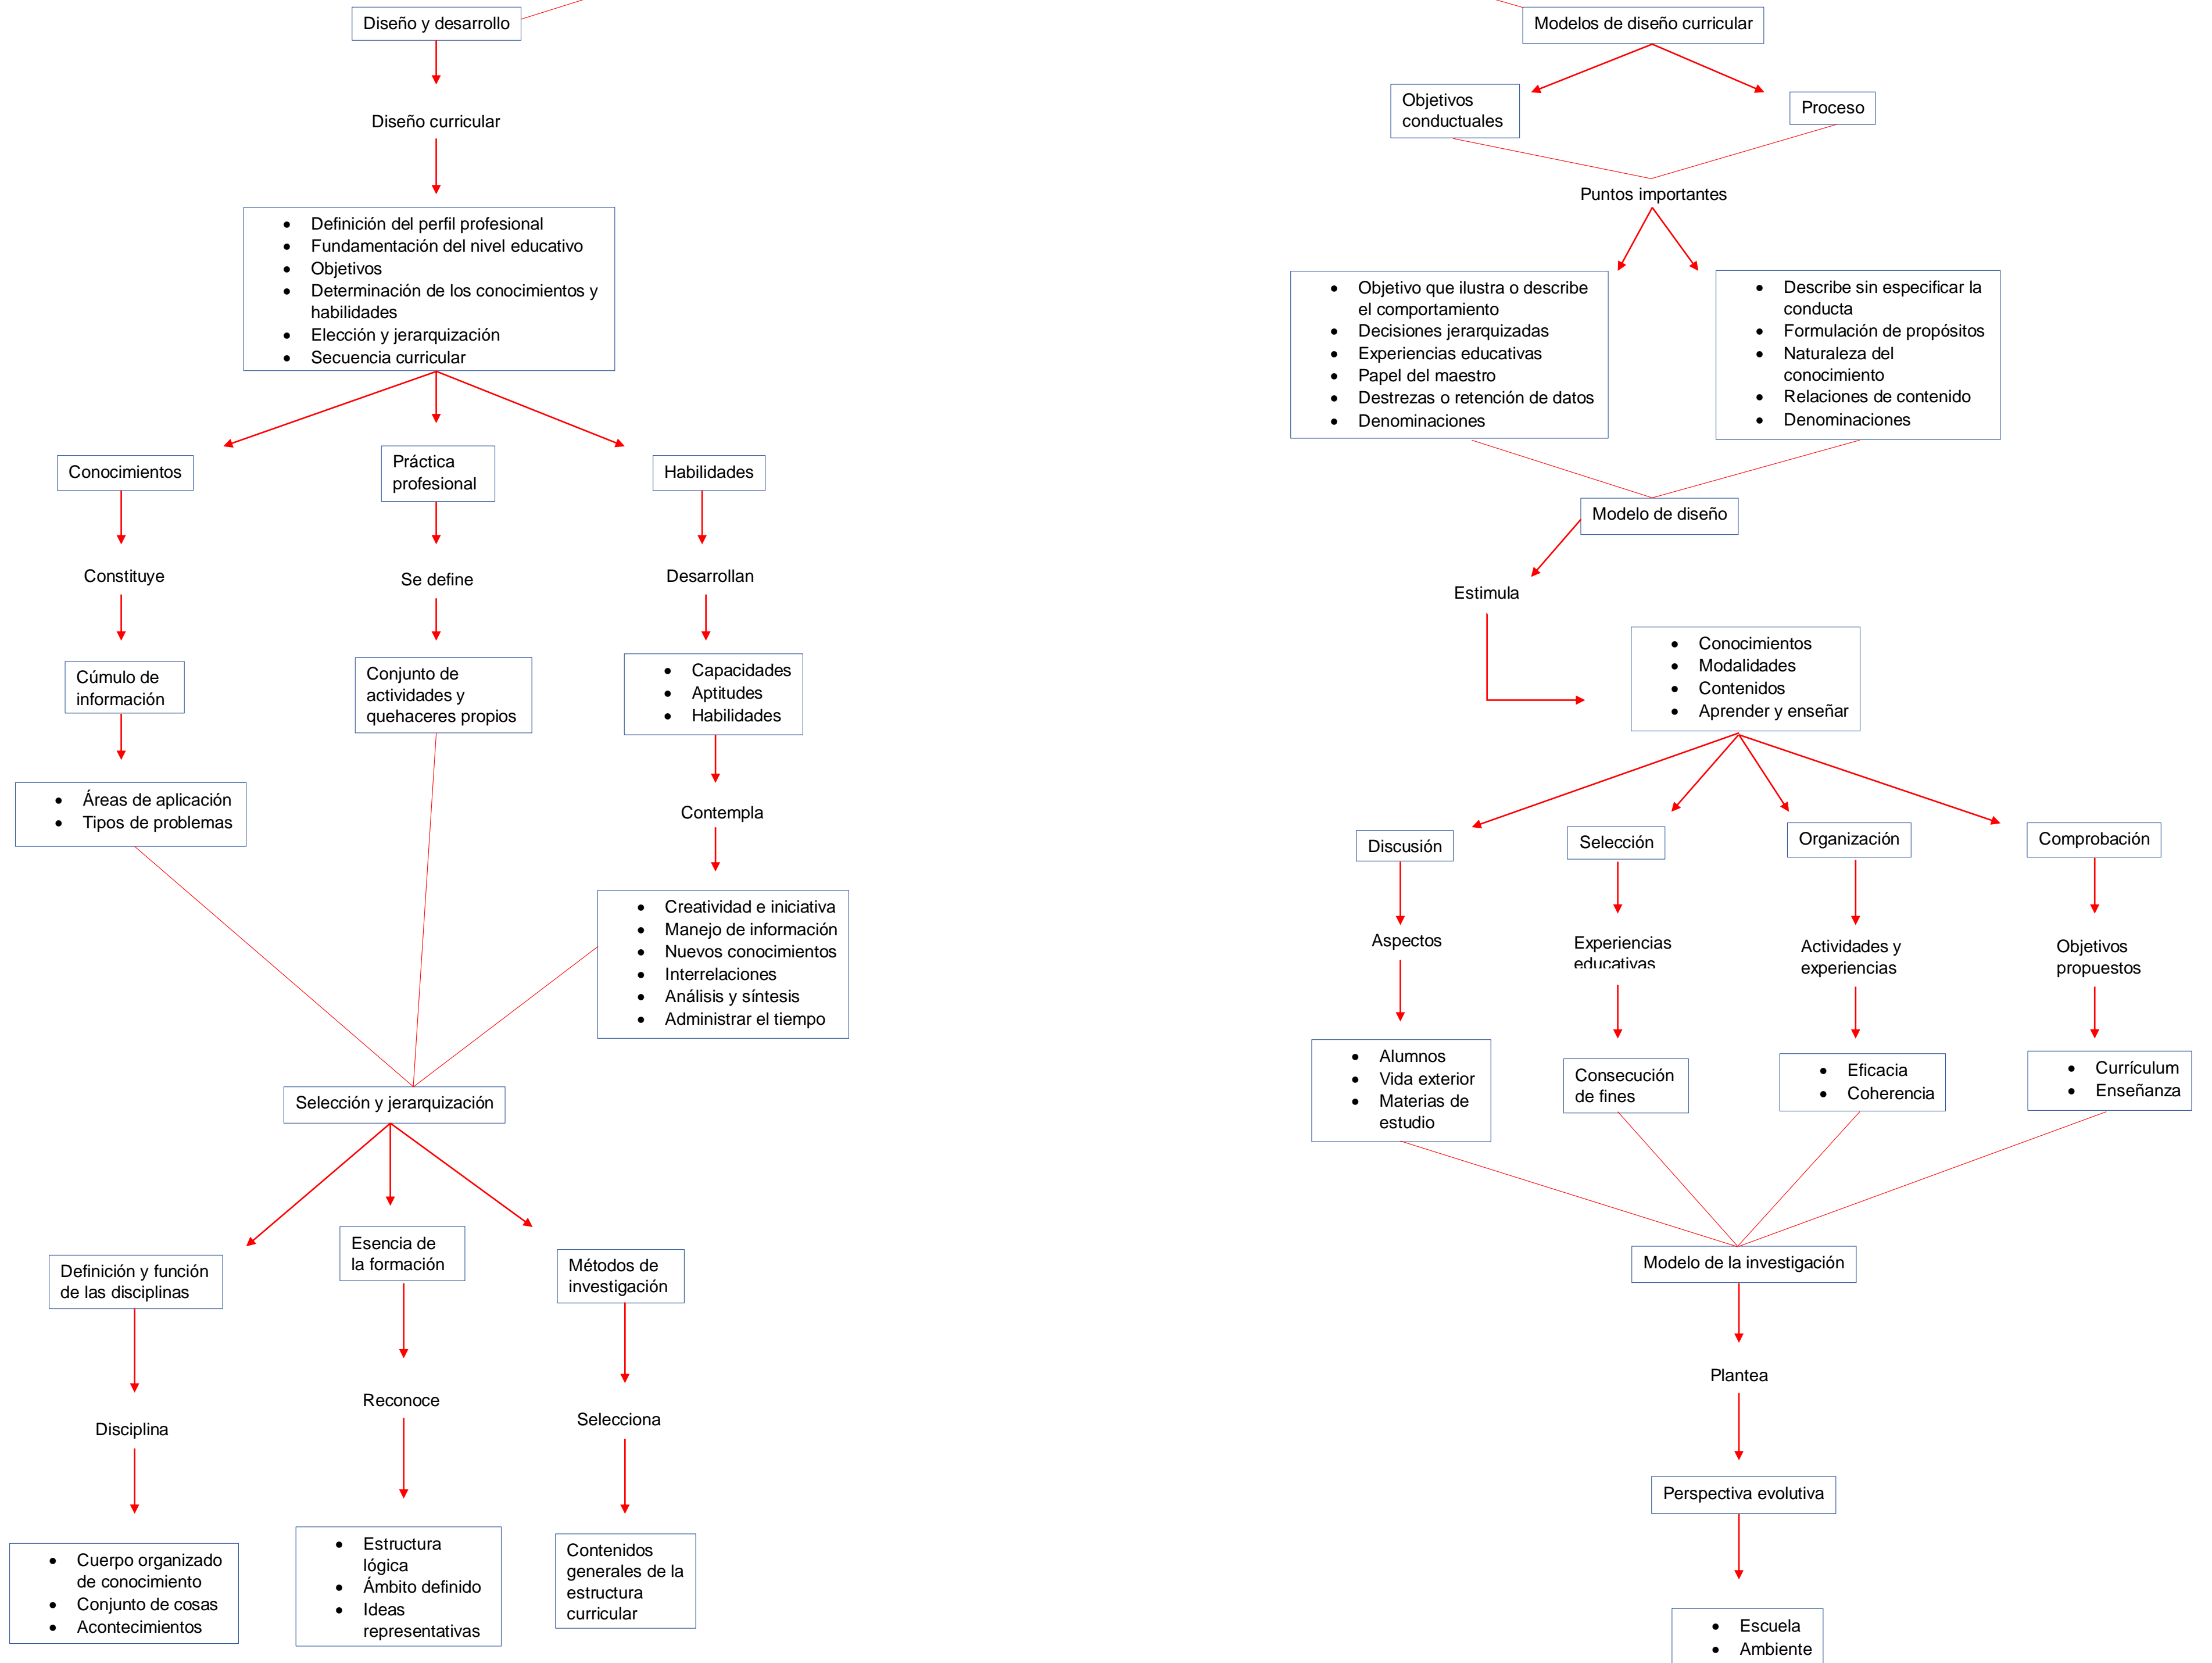 Diseño y desarrollo
Diseño curricular
• Definición del perfil profesional
• Fundamentación del nivel educativo
• Objetivos
• Determinación de los conocimientos y
habilidades
• Elección y jerarquización
• Secuencia curricular
Conocimientos
Práctica
profesional
Habilidades
Constituye
Se define
Desarrollan
Cúmulo de
información
Conjunto de
actividades y
quehaceres propios
• Capacidades
• Aptitudes
• Habilidades
• Áreas de aplicación
• Tipos de problemas
Contempla
• Creatividad e iniciativa
• Manejo de información
• Nuevos conocimientos
• Interrelaciones
• Análisis y síntesis
• Administrar el tiempo
Selección y jerarquización
Definición y función
de las disciplinas
Esencia de
la formación
Métodos de
investigación
Disciplina
Reconoce
Selecciona
• Cuerpo organizado
de conocimiento
• Conjunto de cosas
• Acontecimientos
• Estructura
lógica
• Ámbito definido
• Ideas
representativas
Contenidos
generales de la
estructura
curricular
Modelos de diseño curricular
Objetivos
conductuales
Proceso
Puntos importantes
• Objetivo que ilustra o describe
el comportamiento
• Decisiones jerarquizadas
• Experiencias educativas
• Papel del maestro
• Destrezas o retención de datos
• Denominaciones
• Describe sin especificar la
conducta
• Formulación de propósitos
• Naturaleza del
conocimiento
• Relaciones de contenido
• Denominaciones
Modelo de diseño
Estimula
• Conocimientos
• Modalidades
• Contenidos
• Aprender y enseñar
Discusión
Selección
Organización
Comprobación
Aspectos
Experiencias
educativas
Actividades y
experiencias
Objetivos
propuestos
• Alumnos
• Vida exterior
• Materias de
estudio
Consecución
de fines
• Eficacia
• Coherencia
• Currículum
• Enseñanza
Modelo de la investigación
Plantea
Perspectiva evolutiva
• Escuela
• Ambiente